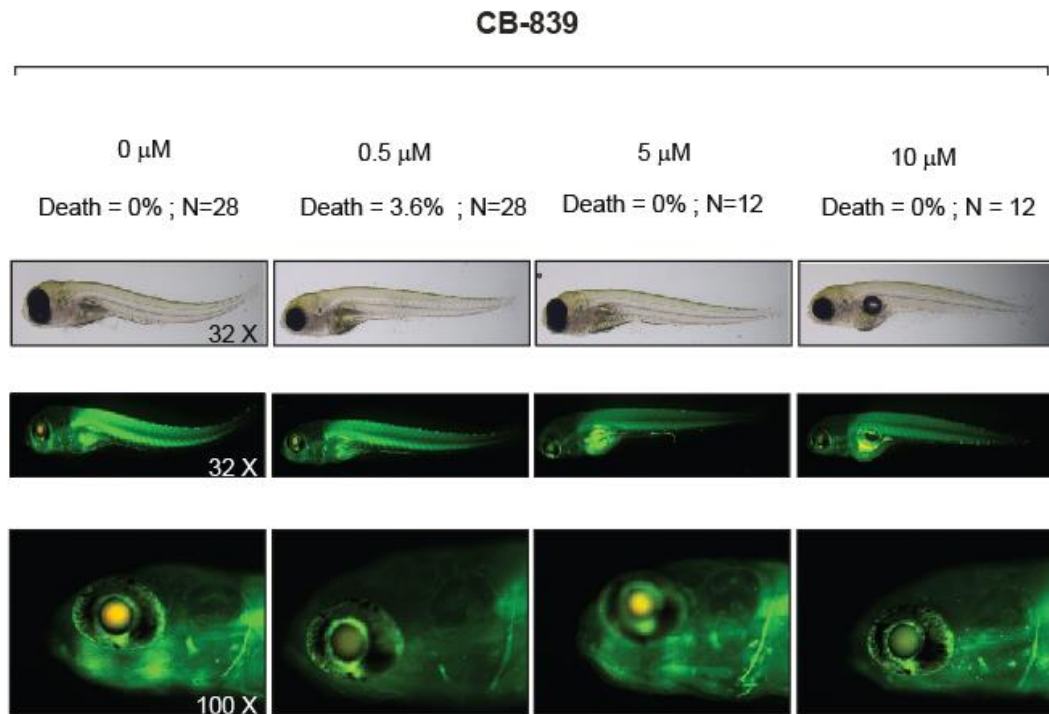 CB-839
0 μM
0.5 μM
5 μM
10 μM
Death = 0% ; N=28
Death = 3.6% ; N=28
Death = 0% ; N=12
Death = 0% ; N = 12
32 X
32 X
100 X